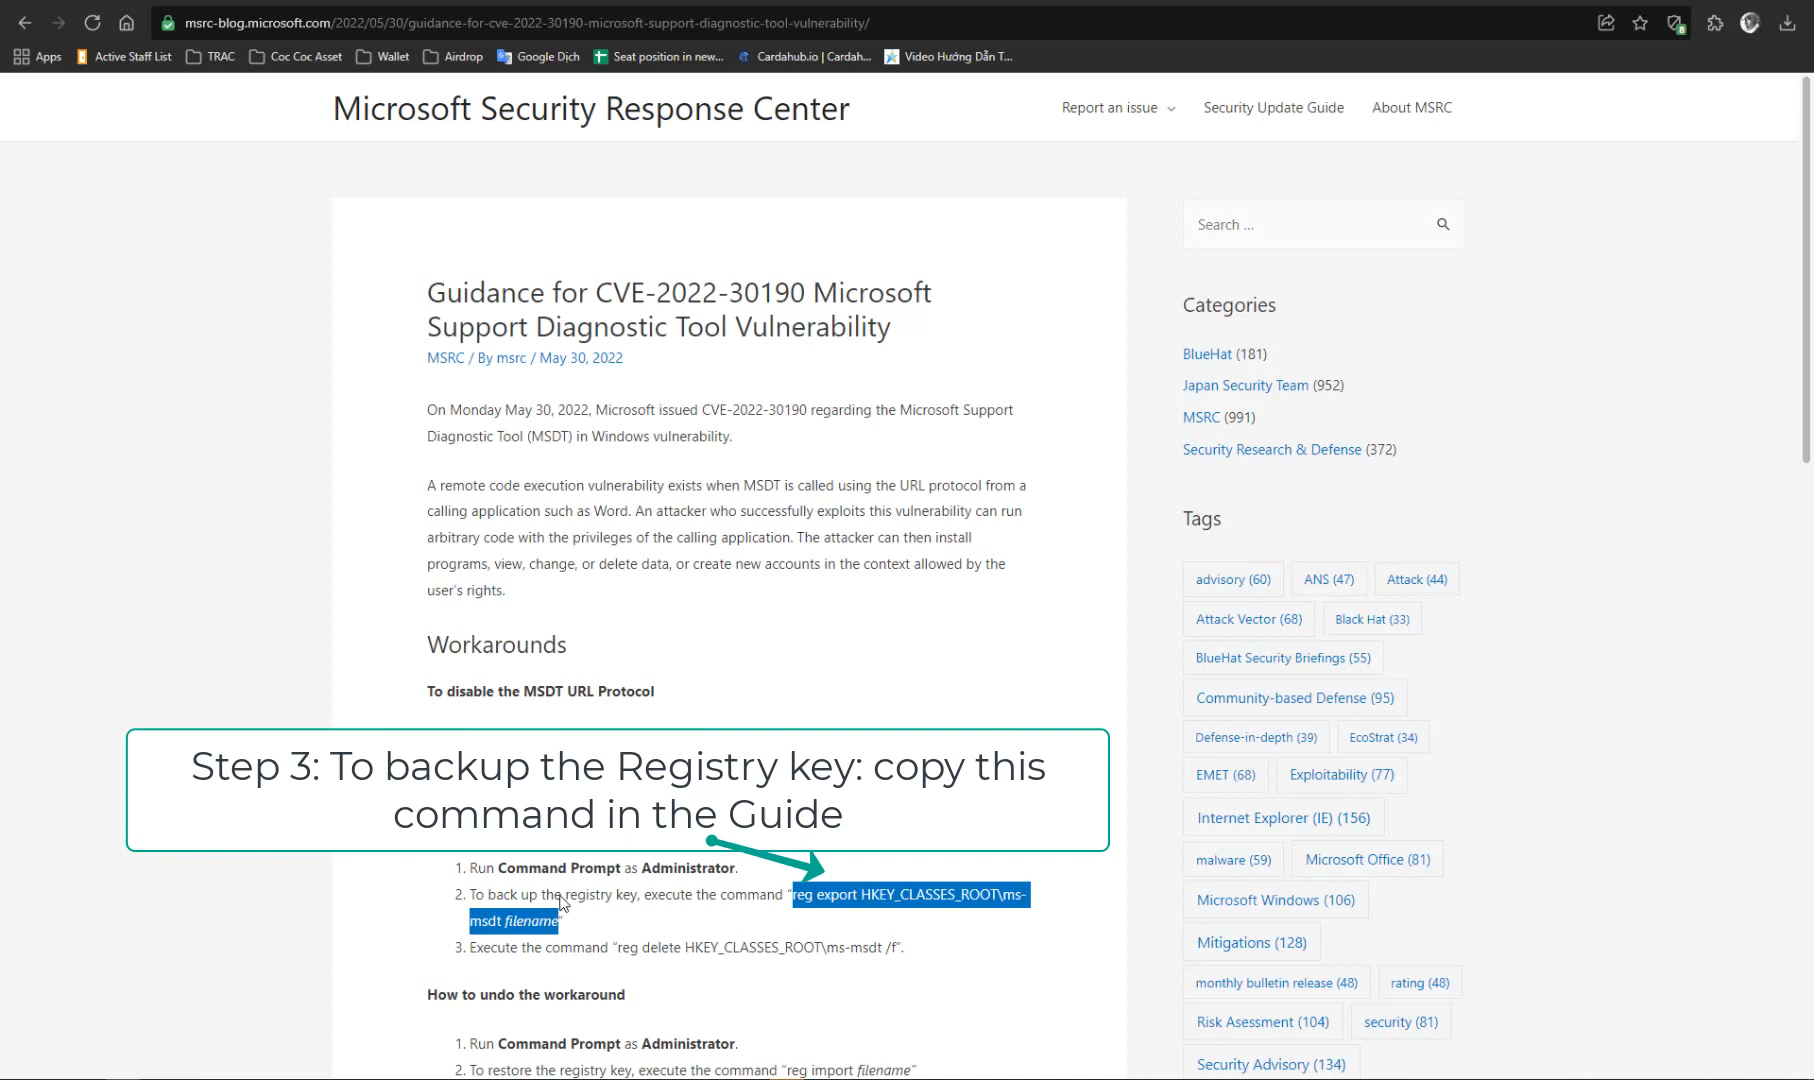 msrc-blog.microsoft.com/2022/05/30/guidance-for-cve-2022-30190-microsoft-support-diagnostic-tool-vulnerability/
8
Apps Active Staff List TRAC Coc Coc Asset Wallet Airdrop Google Dịch Seat position in new... Cardahub.io | Cardah... Video Hướng Dẫn T...
Microsoft Security Response Center
Report an issue Security Update Guide About MSRC
Guidance for CVE-2022-30190 Microsoft
Support Diagnostic Tool Vulnerability
MSRC / By msrc / May 30, 2022
On Monday May 30, 2022, Microsoft issued CVE-2022-30190 regarding the Microsoft Support
Diagnostic Tool (MSDT) in Windows vulnerability.
A remote code execution vulnerability exists when MSDT is called using the URL protocol from a
calling application such as Word. An attacker who successfully exploits this vulnerability can run
arbitrary code with the privileges of the calling application. The attacker can then install
programs, view, change, or delete data, or create new accounts in the context allowed by the
user's rights.
Workarounds
To disable the MSDT URL Protocol
Step 3: To backup the Registry key: copy this
command in the Guide
1. Run Command Prompt as Administrator.
2. To back up the registry key, execute the command “reg export HKEY_CLASSES_ROOT\ms-
msdt filename”
3. Execute the command “reg delete HKEY_CLASSES_ROOT\ms-msdt /f”.
How to undo the workaround
1. Run Command Prompt as Administrator.
2. To restore the registry key, execute the command “reg import filename”
Search ...
Categories
BlueHat (181)
Japan Security Team (952)
MSRC (991)
Security Research & Defense (372)
Tags
advisory (60) ANS (47) Attack (44)
Attack Vector (68) Black Hat (33)
BlueHat Security Briefings (55)
Community-based Defense (95)
Defense-in-depth (39) EcoStrat (34)
EMET (68) Exploitability (77)
Internet Explorer (IE) (156)
malware (59) Microsoft Office (81)
Microsoft Windows (106)
Mitigations (128)
monthly bulletin release (48) rating (48)
Risk Asessment (104) security (81)
Security Advisory (134)